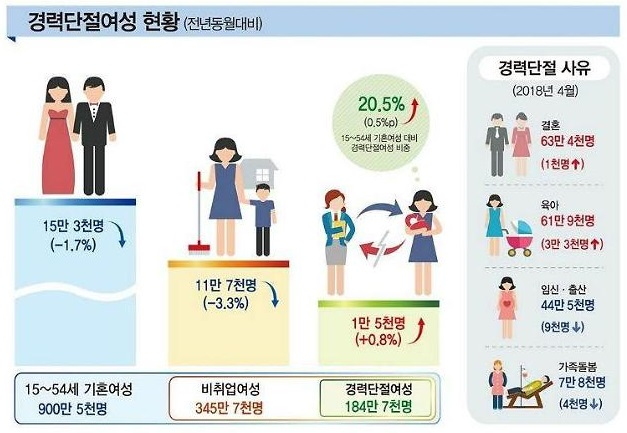 경력단절여성 현황 (전년동월대비)
20.5%
(0.5%p)
15~54세 기혼여성 대비
경력단절여성 비중
15만 3천명
(-1.7%)
11만 7천명
(-3.3%)
1만 5천명
(+0.8%)
15~54세 기혼여성
900만 5천명
비취업여성
345만 7천명
경력단절여성
184만 7천명
경력단절 사유
(2018년 4월)
결혼
63만 4천명
(1천명↑)
육아
61만 9천명
(3만 3천명↑)
임신·출산
44만 5천명
(9천명↓)
가족돌봄
7만 8천명
(4천명↓)